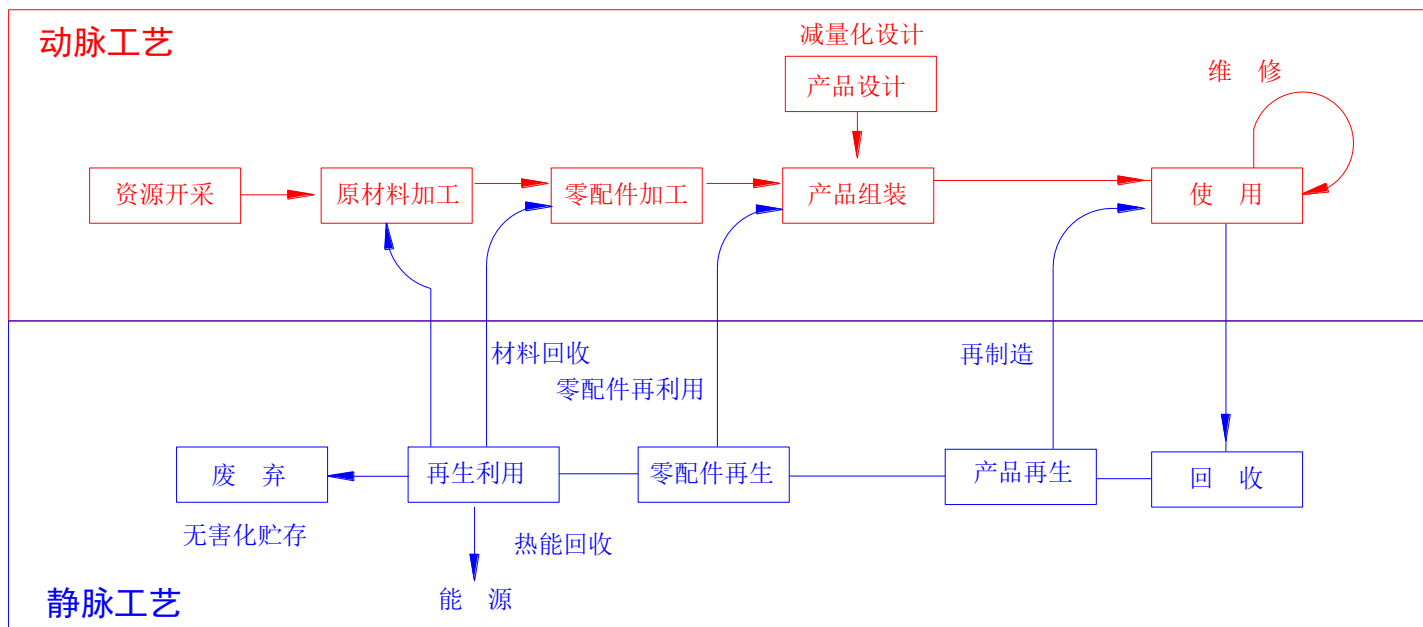 动脉工艺
减量化设计
产品设计
维 修
资源开采
原材料加工
零配件加工
产品组装
使 用
材料回收
零配件再利用
再制造
废 弃
再生利用
零配件再生
产品再生
回 收
无害化贮存
热能回收
能 源
静脉工艺